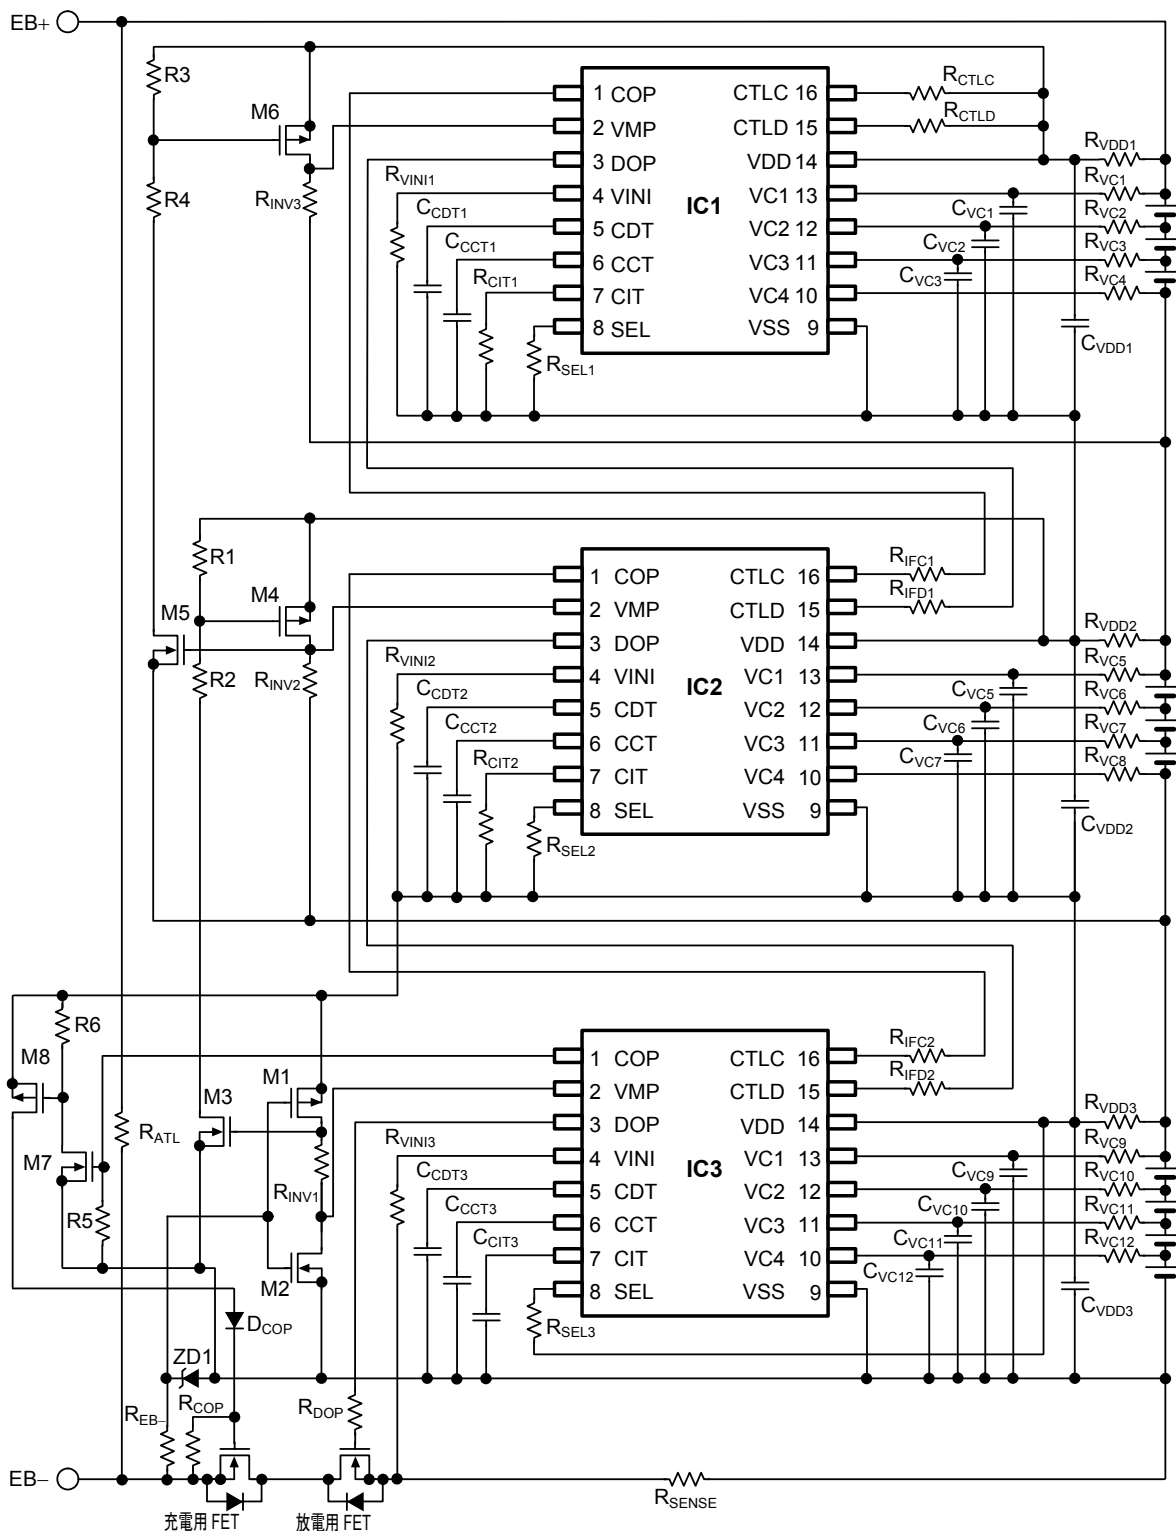 EB+
R3
M6
R4
RINV3
1 COP
2 VMP
3 DOP
4 VINI
5 CDT
6 CCT
7 CIT
8 SEL
IC1
CTLC 16
CTLD 15
VDD 14
VC1 13
VC2 12
VC3 11
VC4 10
VSS 9
RVINI1
CCDT1
CCCT1
RCIT1
RSEL1
RCTLC
RCTLD
RVDD1
RVC1
RVC2
RVC3
RVC4
CVC1
CVC2
CVC3
CVDD1
R1
M4
M5
R2
RINV2
1 COP
2 VMP
3 DOP
4 VINI
5 CDT
6 CCT
7 CIT
8 SEL
IC2
CTLC 16
CTLD 15
VDD 14
VC1 13
VC2 12
VC3 11
VC4 10
VSS 9
RVINI2
CCDT2
CCCT2
RCIT2
RSEL2
RIFC1
RIFD1
RVDD2
RVC5
RVC6
RVC7
RVC8
CVC5
CVC6
CVC7
CVDD2
R6
M8
M1
M3
RATL
M7
RINV1
R5
M2
DCOP
ZD1
1 COP
2 VMP
3 DOP
4 VINI
5 CDT
6 CCT
7 CIT
8 SEL
IC3
CTLC 16
CTLD 15
VDD 14
VC1 13
VC2 12
VC3 11
VC4 10
VSS 9
RVINI3
CCDT3
CCCT3
CCIT3
RSEL3
RIFC2
RIFD2
RVDD3
RVC9
RVC10
RVC11
RVC12
CVC9
CVC10
CVC11
CVC12
CVDD3
REB−
RCOP
RDOP
EB−
RSENSE
充電用 FET
放電用 FET